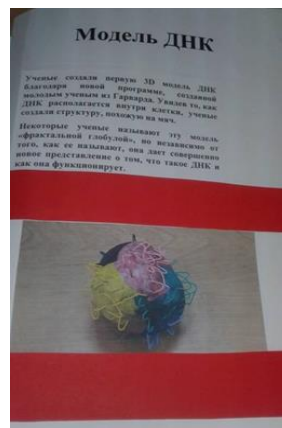 Модель ДНК
Ученые создали первую 3D модель ДНК
благодаря новой программе, созданной
молодым ученым из Гарварда. Увидев то, как
ДНК располагается внутри клетки, ученые
создали структуру, похожую на мяч.
Некоторые ученые называют эту модель
«фрактальной глобулой», но независимо от
того, как ее называют, она дает совершенно
новое представление о том, что такое ДНК и
как она функционирует.